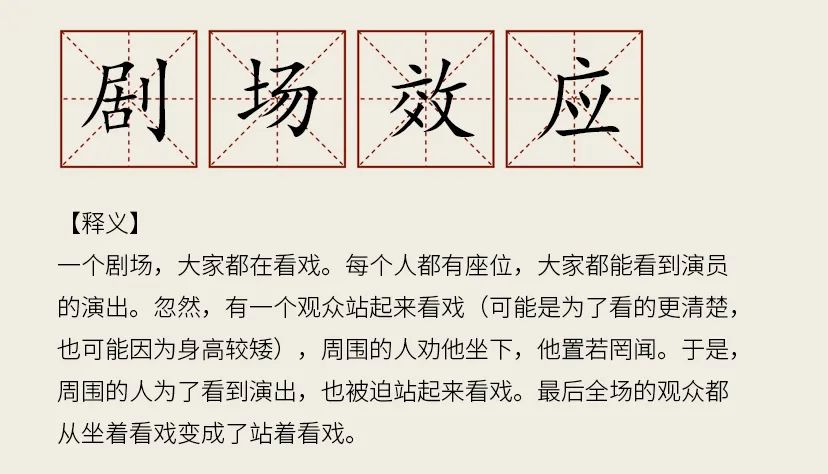 剧场效应
【释义】
一个剧场，大家都在看戏。每个人都有座位，大家都能看到演员
的演出。忽然，有一个观众站起来看戏（可能是为了看的更清楚，
也可能因为身高较矮），周围的人劝他坐下，他置若罔闻。于是，
周围的人为了看到演出，也被迫站起来看戏。最后全场的观众都
从坐着看戏变成了站着看戏。